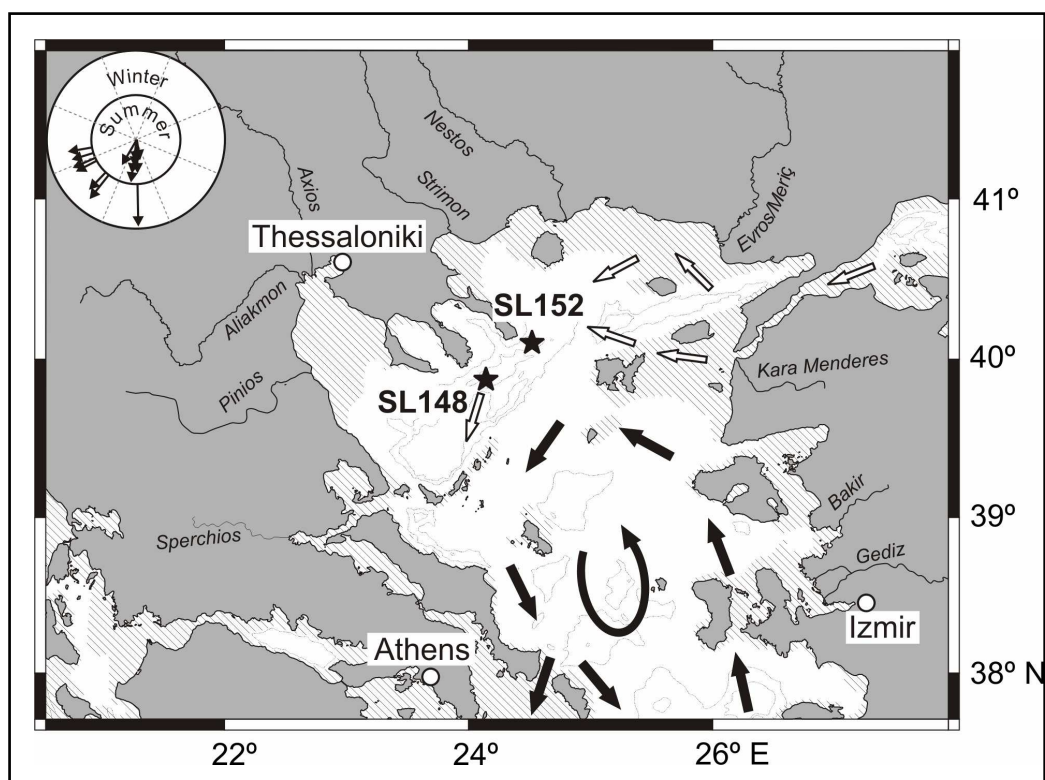 Winter
Summer
Axios
Nestos
Strimon
Evros/Meriç
41º
Thessaloniki
Aliakmon
SL152
40º
Kara Menderes
Pinios
SL148
Bakir
39º
Sperchios
Gediz
Izmir
Athens
38º N
22º
24º
26º E